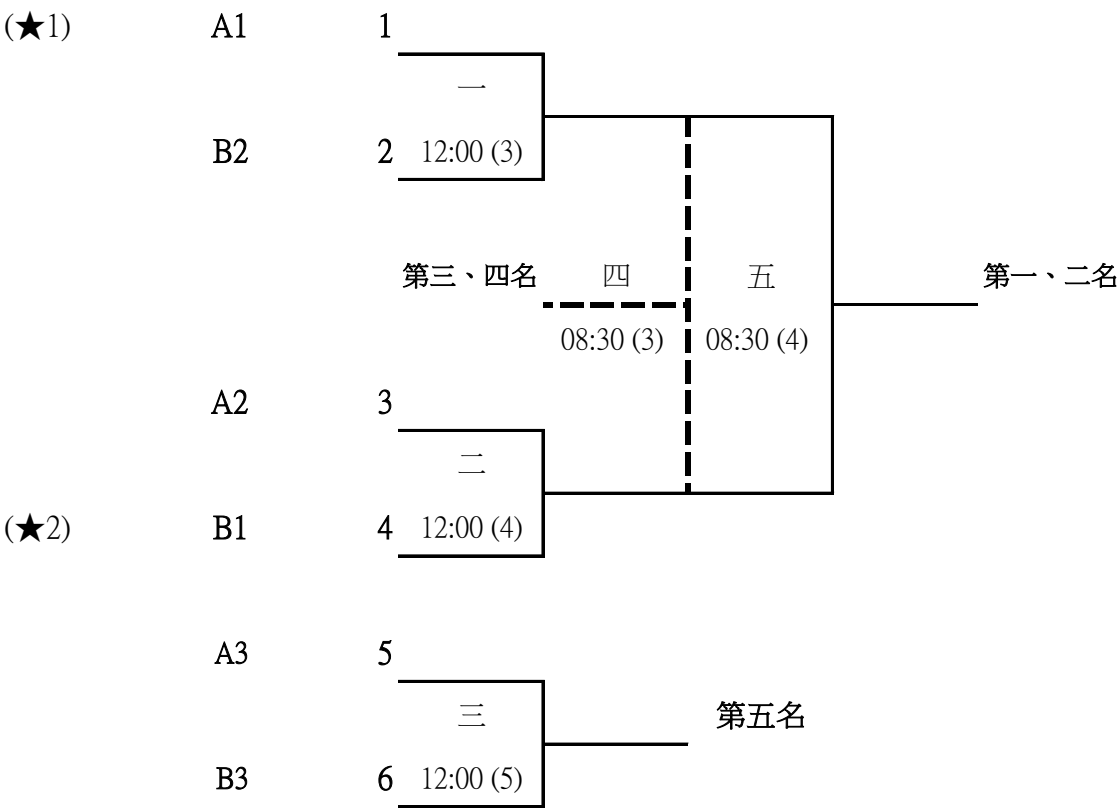 (★1) A1 1
一
B2 2 12:00 (3)
第三、四名 四 五 第一、二名
08:30 (3) 08:30 (4)
A2 3
二
(★2) B1 4 12:00 (4)
A3 5
三 第五名
B3 6 12:00 (5)